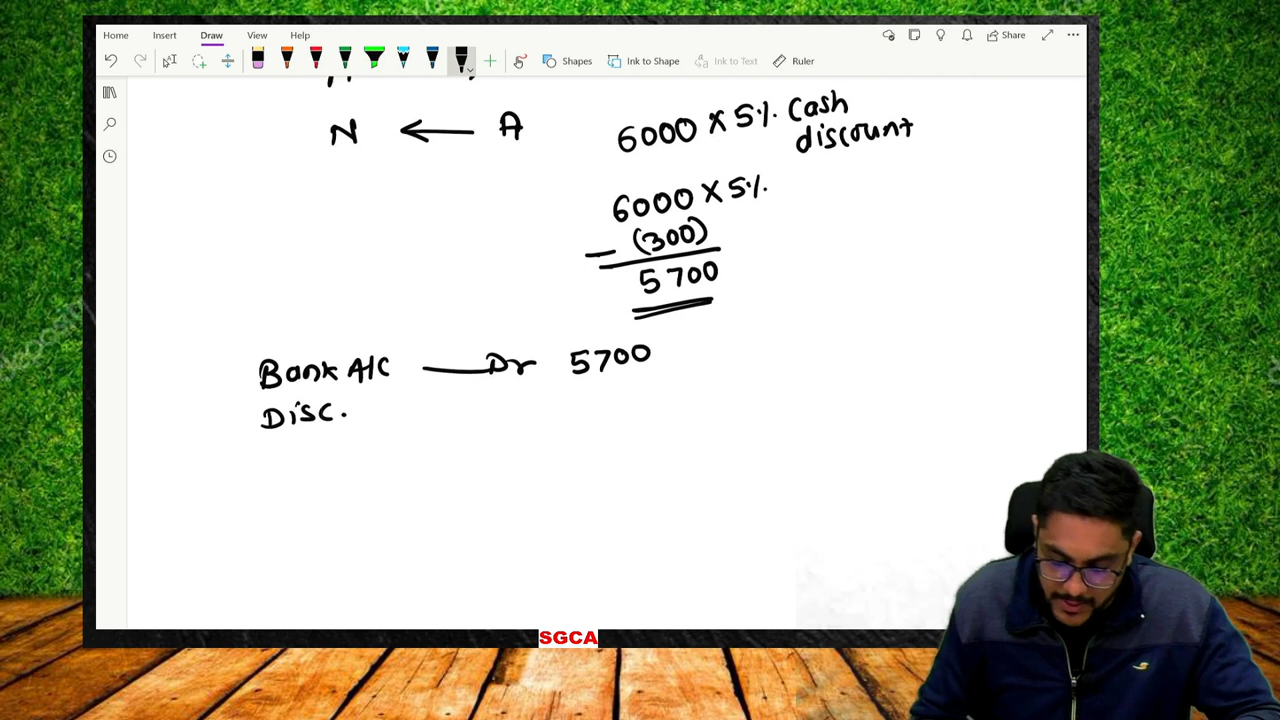 Home Insert Draw View Help
Share
Shapes Ink to Shape Ink to Text Ruler
N ← A
6000 X 5%. Cash
discount
6000 X 5%.
- (300)
5700
Bank A/C —— Dr 5700
DISC.
SGCA